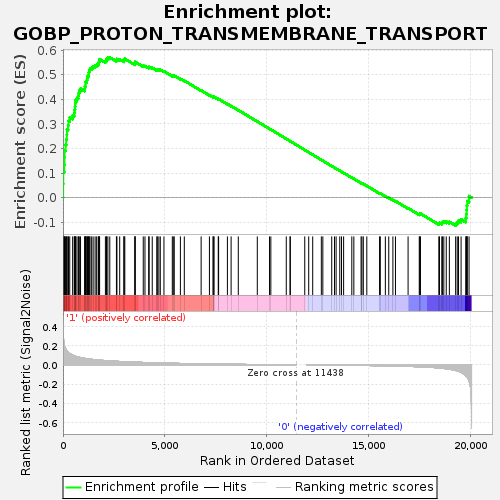 Enrichment plot:
GOBP_PROTON_TRANSMEMBRANE_TRANSPORT
Enrichment score (ES)
0.6
0.5
0.4
0.3
0.2
0.1
0.0
-0.1
Ranked list metric (Signal2Noise)
'1' (positively correlated)
0.4
0.2
0.0
-0.2
-0.4
-0.6
Zero cross at 11438
'0' (negatively correlated)
0 5,000 10,000 15,000 20,000
Rank in Ordered Dataset
Enrichment profile Hits Ranking metric scores